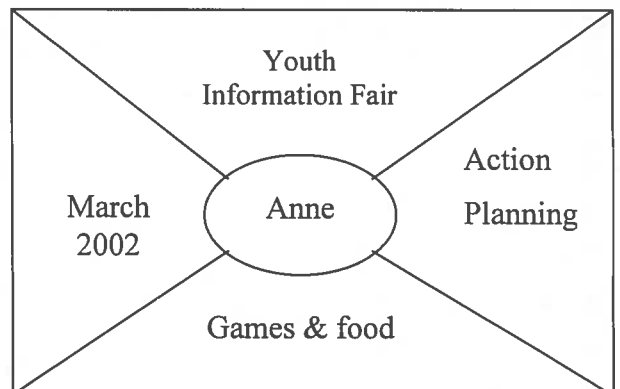 Youth
Information Fair
March
2002
Anne
Action
Planning
Games & food